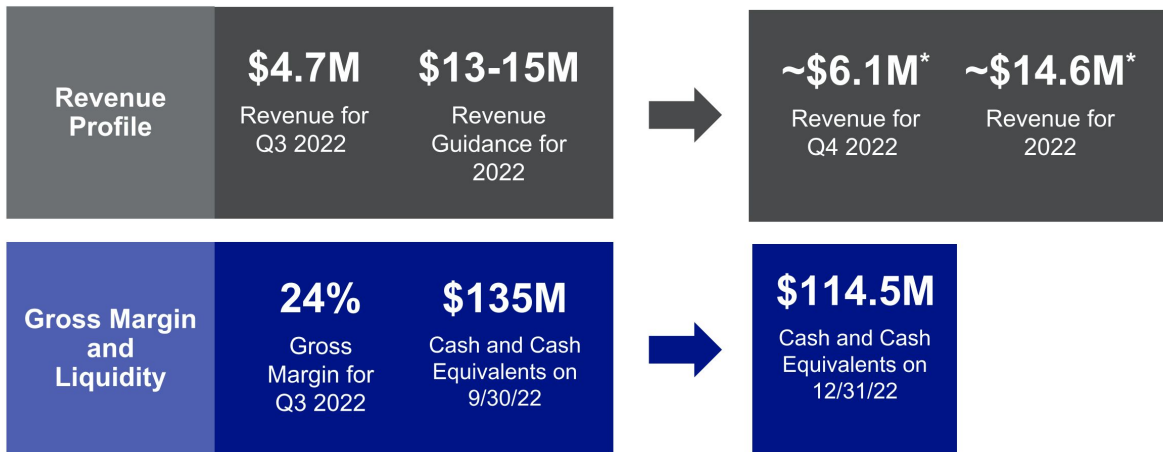 Revenue
Profile
$4.7M
Revenue for
Q3 2022
$13-15M
Revenue
Guidance for
2022
~$6.1M*
Revenue for
Q4 2022
~$14.6M*
Revenue for
2022
Gross Margin
and
Liquidity
24%
Gross
Margin for
Q3 2022
$135M
Cash and Cash
Equivalents on
9/30/22
$114.5M
Cash and Cash
Equivalents on
12/31/22